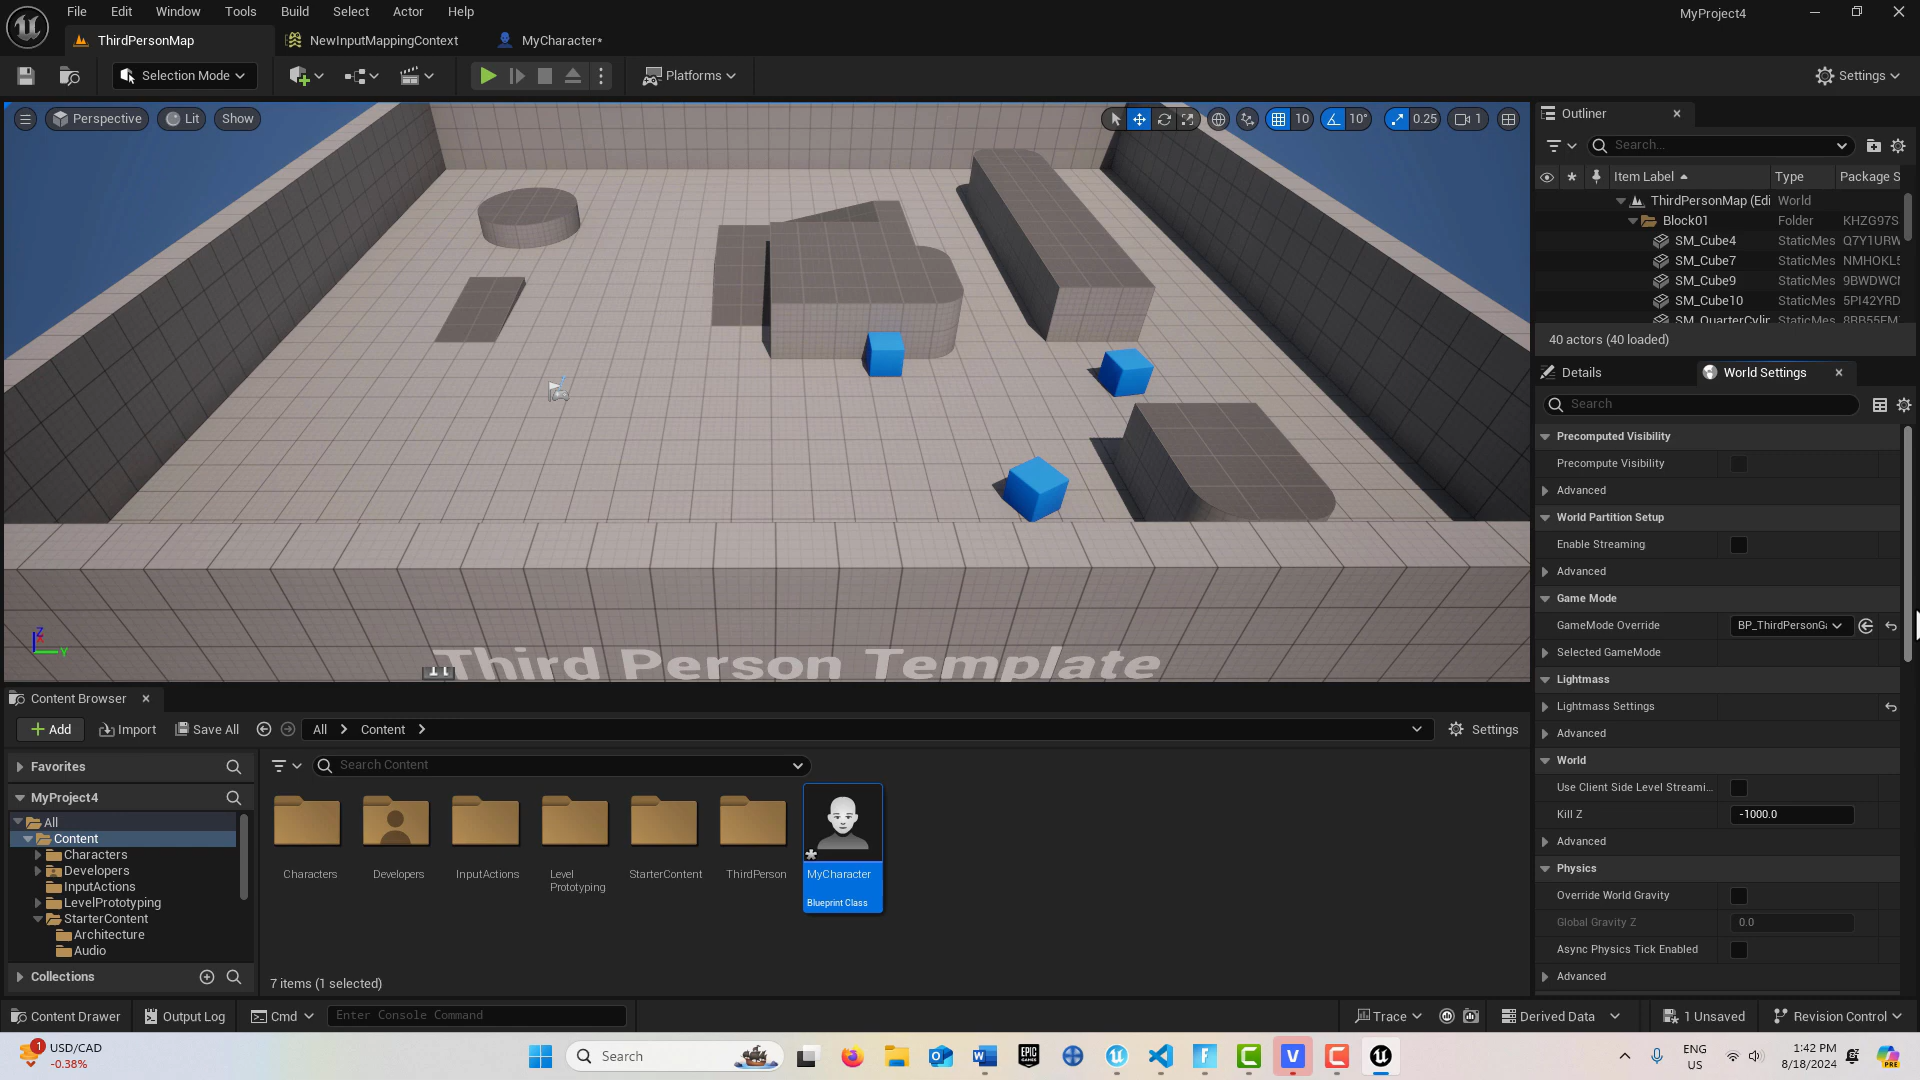 File Edit Window Tools Build Select Actor Help
MyProject4
ThirdPersonMap
NewInputMappingContext
MyCharacter*
Selection Mode
Platforms
Settings
Perspective
Lit
Show
10
10°
0.25
1
Third Person Template
Outliner
Search...
Item Label
Type
Package S
ThirdPersonMap (Edi World
Block01 Folder KHZG97S
SM_Cube4 StaticMes Q7Y1URW
SM_Cube7 StaticMes NMHOKL5
SM_Cube9 StaticMes 9BWDWCN
SM_Cube10 StaticMes 5PI42YRD
SM_QuarterCylin StaticMes
40 actors (40 loaded)
Details
World Settings
Search
Precomputed Visibility
Precompute Visibility
Advanced
World Partition Setup
Enable Streaming
Advanced
Game Mode
GameMode Override BP_ThirdPersonGa
Selected GameMode
Lightmass
Lightmass Settings
Advanced
World
Use Client Side Level Streami...
Kill Z -1000.0
Advanced
Physics
Override World Gravity
Global Gravity Z 0.0
Async Physics Tick Enabled
Advanced
Content Browser
Add
Import
Save All
All
Content
Settings
Favorites
Search Content
MyProject4
All
Content
Characters
Developers
InputActions
LevelPrototyping
StarterContent
Architecture
Audio
Collections
Characters
Developers
InputActions
Level
Prototyping
StarterContent
ThirdPerson
MyCharacter
Blueprint Class
7 items (1 selected)
Content Drawer
Output Log
Cmd
Enter Console Command
Trace
Derived Data
1 Unsaved
Revision Control
1
USD/CAD
-0.38%
Search
ENG
US
1:42 PM
8/18/2024